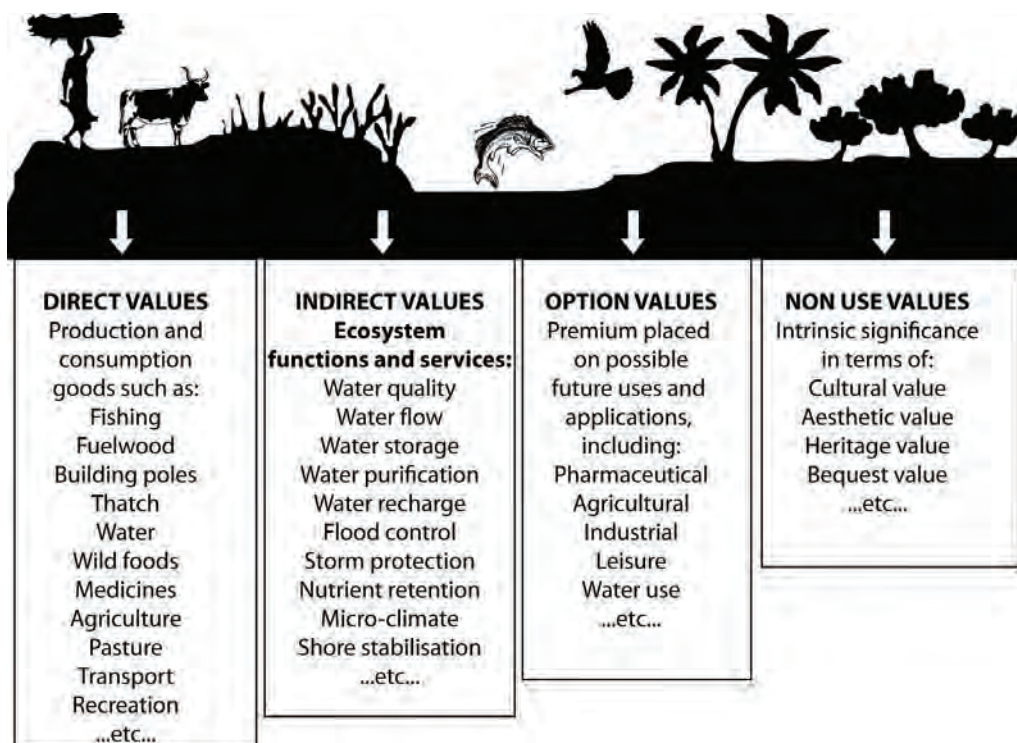 DIRECT VALUES
Production and
consumption
goods such as:
Fishing
Fuelwood
Building poles
Thatch
Water
Wild foods
Medicines
Agriculture
Pasture
Transport
Recreation
...etc...
INDIRECT VALUES
Ecosystem
functions and services:
Water quality
Water flow
Water storage
Water purification
Water recharge
Flood control
Storm protection
Nutrient retention
Micro-climate
Shore stabilisation
...etc...
OPTION VALUES
Premium placed
on possible
future uses and
applications,
including:
Pharmaceutical
Agricultural
Industrial
Leisure
Water use
...etc...
NON USE VALUES
Intrinsic significance
in terms of:
Cultural value
Aesthetic value
Heritage value
Bequest value
...etc...